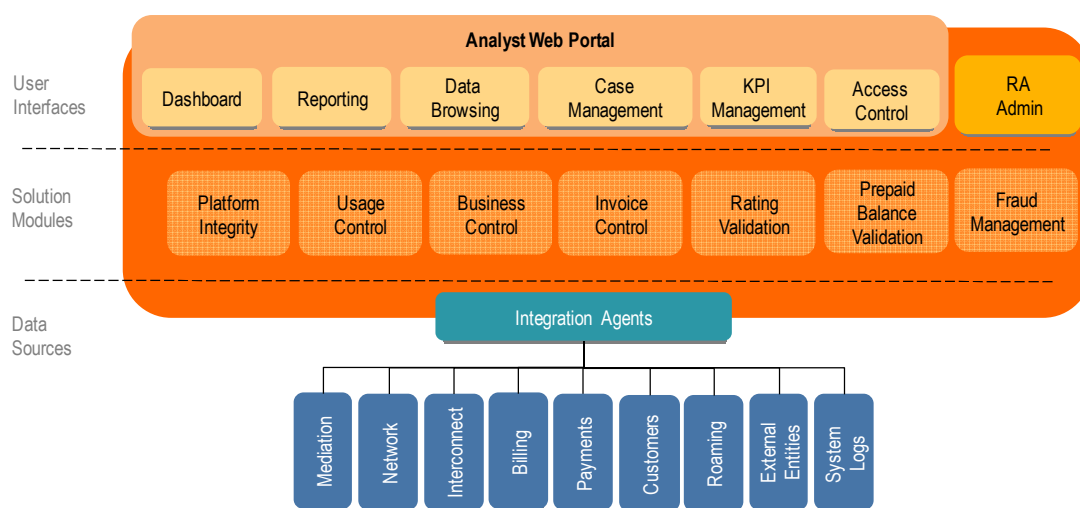 Analyst Web Portal
User
Interfaces
Dashboard
Reporting
Data
Browsing
Case
Management
KPI
Management
Access
Control
RA
Admin
Solution
Modules
Platform
Integrity
Usage
Control
Business
Control
Invoice
Control
Rating
Validation
Prepaid
Balance
Validation
Fraud
Management
Data
Sources
Integration Agents
Mediation
Network
Interconnect
Billing
Payments
Customers
Roaming
External
Entities
System
Logs